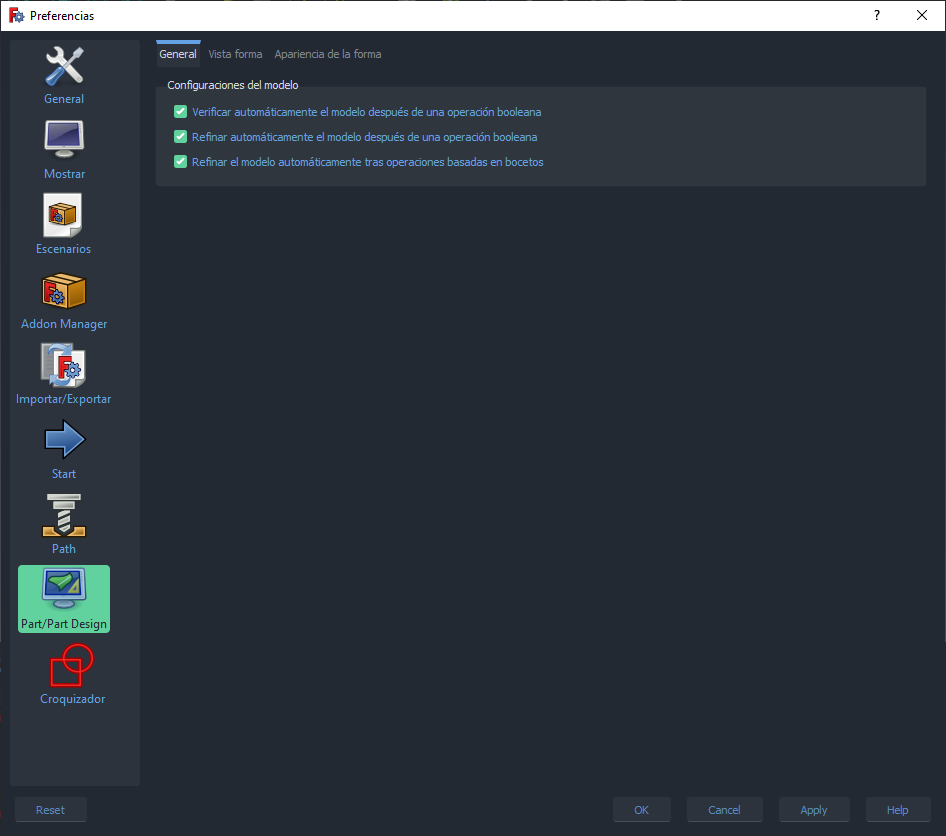 Preferencias
?
General
Mostrar
Escenarios
Addon Manager
Importar/Exportar
Start
Path
Part/Part Design
Croquizador
General Vista forma Apariencia de la forma
Configuraciones del modelo
Verificar automáticamente el modelo después de una operación booleana
Refinar automáticamente el modelo después de una operación booleana
Refinar el modelo automáticamente tras operaciones basadas en bocetos
Reset OK Cancel Apply Help